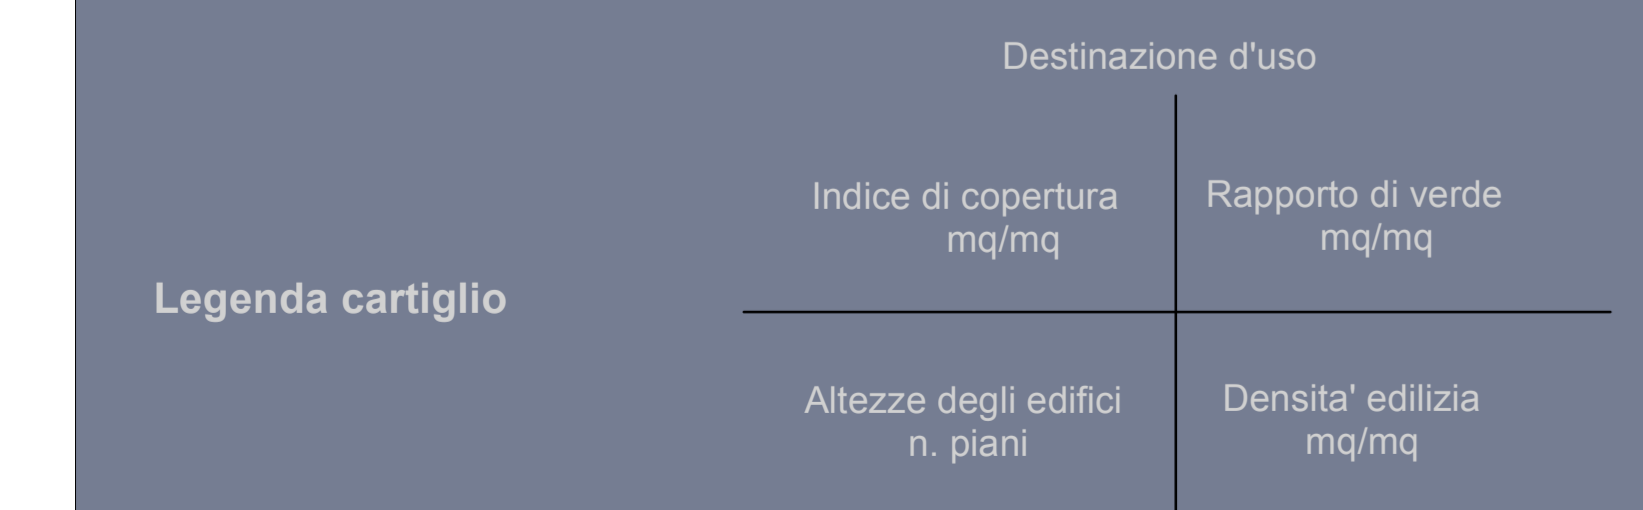 Destinazione d'uso
Indice di copertura
mq/mq
Rapporto di verde
mq/mq
Legenda cartiglio
Altezze degli edifici
n. piani
Densita' edilizia
mq/mq